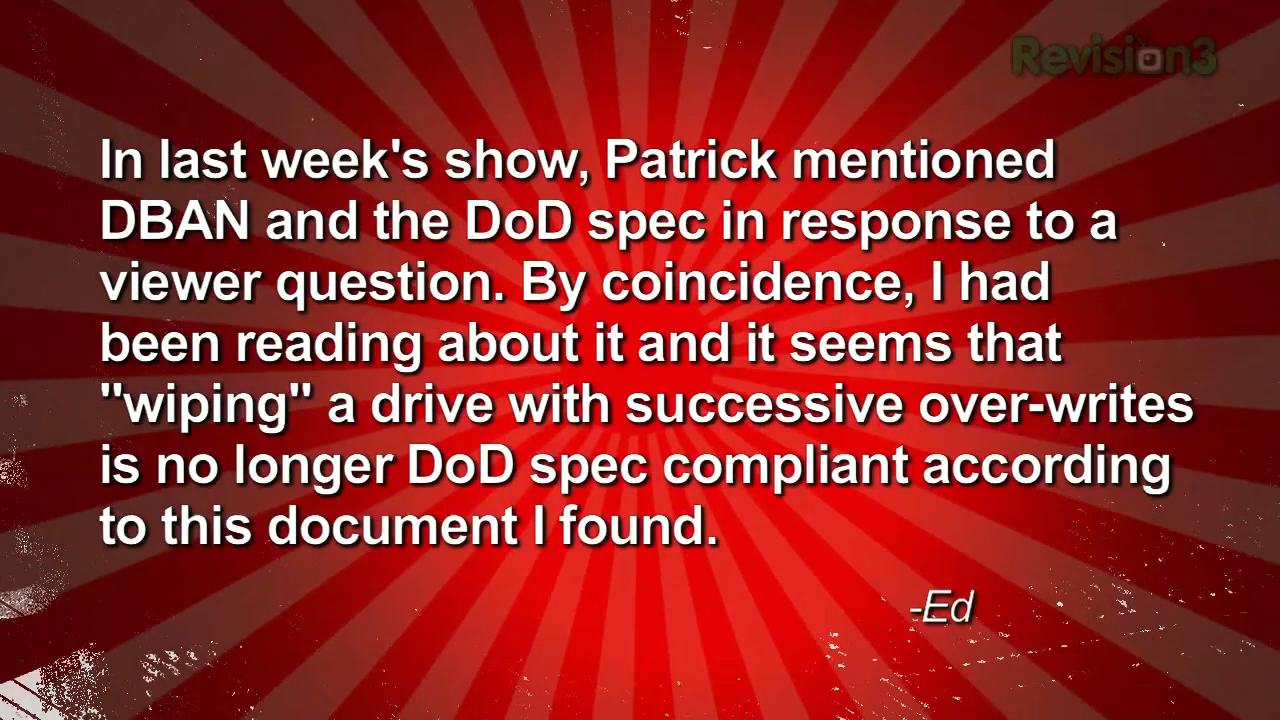 Revision3
In last week's show, Patrick mentioned
DBAN and the DoD spec in response to a
viewer question. By coincidence, I had
been reading about it and it seems that
"wiping" a drive with successive over-writes
is no longer DoD spec compliant according
to this document I found.
-Ed